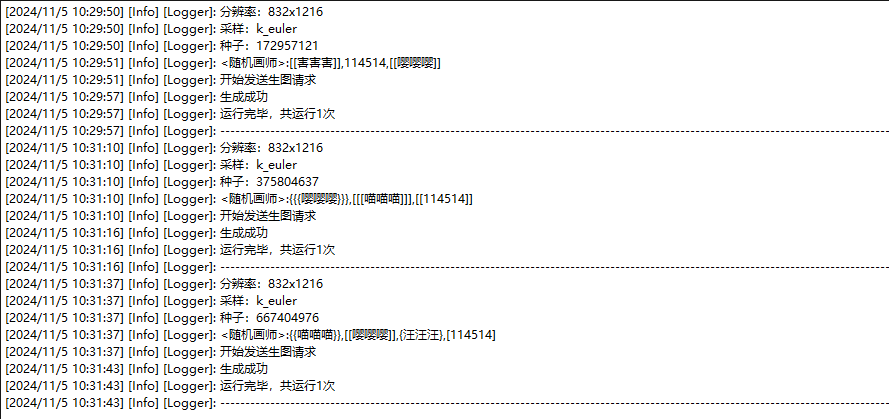 [2024/11/5 10:29:50] [Info] [Logger]: 分辨率：832x1216
[2024/11/5 10:29:50] [Info] [Logger]: 采样：k_euler
[2024/11/5 10:29:50] [Info] [Logger]: 种子：172957121
[2024/11/5 10:29:51] [Info] [Logger]: <随机画师>:[[害害害]],114514,[[嘤嘤嘤]]
[2024/11/5 10:29:51] [Info] [Logger]: 开始发送生图请求
[2024/11/5 10:29:57] [Info] [Logger]: 生成成功
[2024/11/5 10:29:57] [Info] [Logger]: 运行完毕，共运行1次
[2024/11/5 10:29:57] [Info] [Logger]: ----------------------------------------------------------------
[2024/11/5 10:31:10] [Info] [Logger]: 分辨率：832x1216
[2024/11/5 10:31:10] [Info] [Logger]: 采样：k_euler
[2024/11/5 10:31:10] [Info] [Logger]: 种子：375804637
[2024/11/5 10:31:10] [Info] [Logger]: <随机画师>:{{{嘤嘤嘤}}},[[[喵喵喵]]],[[114514]]
[2024/11/5 10:31:10] [Info] [Logger]: 开始发送生图请求
[2024/11/5 10:31:16] [Info] [Logger]: 生成成功
[2024/11/5 10:31:16] [Info] [Logger]: 运行完毕，共运行1次
[2024/11/5 10:31:16] [Info] [Logger]: ----------------------------------------------------------------
[2024/11/5 10:31:37] [Info] [Logger]: 分辨率：832x1216
[2024/11/5 10:31:37] [Info] [Logger]: 采样：k_euler
[2024/11/5 10:31:37] [Info] [Logger]: 种子：667404976
[2024/11/5 10:31:37] [Info] [Logger]: <随机画师>:{{喵喵喵}},[[嘤嘤嘤]],{汪汪汪},[114514]
[2024/11/5 10:31:37] [Info] [Logger]: 开始发送生图请求
[2024/11/5 10:31:43] [Info] [Logger]: 生成成功
[2024/11/5 10:31:43] [Info] [Logger]: 运行完毕，共运行1次
[2024/11/5 10:31:43] [Info] [Logger]: ----------------------------------------------------------------